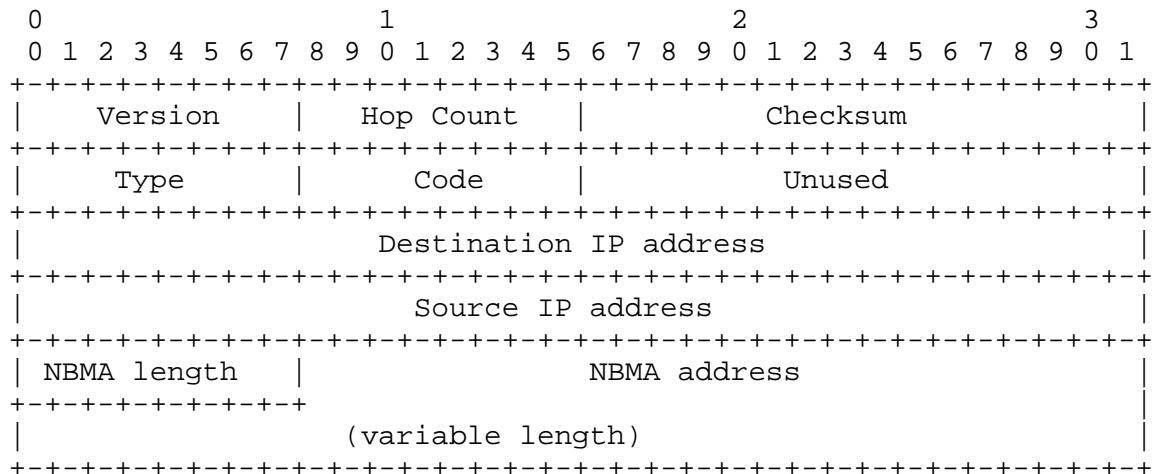 0                   1                   2                   3
 0 1 2 3 4 5 6 7 8 9 0 1 2 3 4 5 6 7 8 9 0 1 2 3 4 5 6 7 8 9 0 1
+-+-+-+-+-+-+-+-+-+-+-+-+-+-+-+-+-+-+-+-+-+-+-+-+-+-+-+-+-+-+-+-+
|    Version    |   Hop Count   |          Checksum             |
+-+-+-+-+-+-+-+-+-+-+-+-+-+-+-+-+-+-+-+-+-+-+-+-+-+-+-+-+-+-+-+-+
|     Type      |      Code     |           Unused              |
+-+-+-+-+-+-+-+-+-+-+-+-+-+-+-+-+-+-+-+-+-+-+-+-+-+-+-+-+-+-+-+-+
|                    Destination IP address                     |
+-+-+-+-+-+-+-+-+-+-+-+-+-+-+-+-+-+-+-+-+-+-+-+-+-+-+-+-+-+-+-+-+
|                      Source IP address                        |
+-+-+-+-+-+-+-+-+-+-+-+-+-+-+-+-+-+-+-+-+-+-+-+-+-+-+-+-+-+-+-+-+
| NBMA length   |                NBMA address                   |
+-+-+-+-+-+-+-+-+                                               |
|                  (variable length)                            |
+-+-+-+-+-+-+-+-+-+-+-+-+-+-+-+-+-+-+-+-+-+-+-+-+-+-+-+-+-+-+-+-+